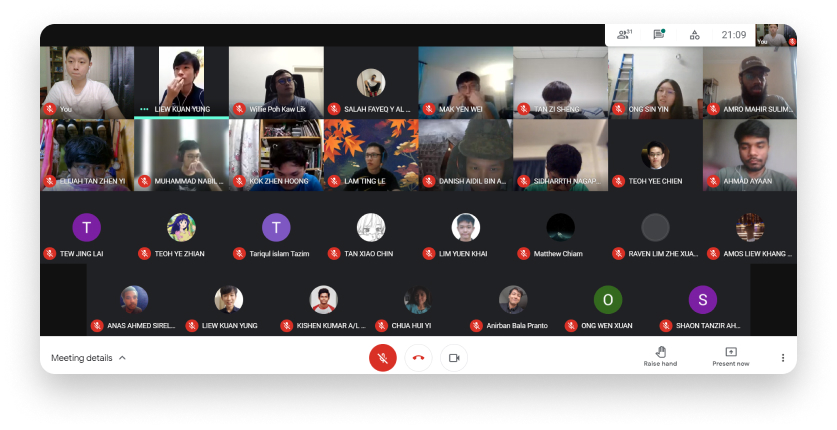 31
21:09
You
You
LIEW KUAN YUNG
Willie Poh Kaw Lik
SALAH FAYEQ Y AL ...
MAK YEN WEI
TAN ZI SHENG
ONG SIN YIN
AMRO MAHIR SULIM...
ELIJAH TAN ZHEN YI
MUHAMMAD NABIL ...
KOK ZHEN HOONG
LAM TING LE
DANISH AIDIL BIN A...
SIDHARRTH NAGAP...
TEOH YEE CHIEN
AHMAD AYAAN
T
T
TEW JING LAI
TEOH YE ZHIAN
Tariqul islam Tazim
TAN XIAO CHIN
LIM YUEN KHAI
Matthew Chiam
RAVEN LIM ZHE XUA...
AMOS LIEW KHANG ...
O
S
ANAS AHMED SIREL...
LIEW KUAN YUNG
KISHEN KUMAR A/L ...
CHUA HUI YI
Anirban Bala Pranto
ONG WEN XUAN
SHAON TANZIR AH...
Meeting details
Raise hand
Present now